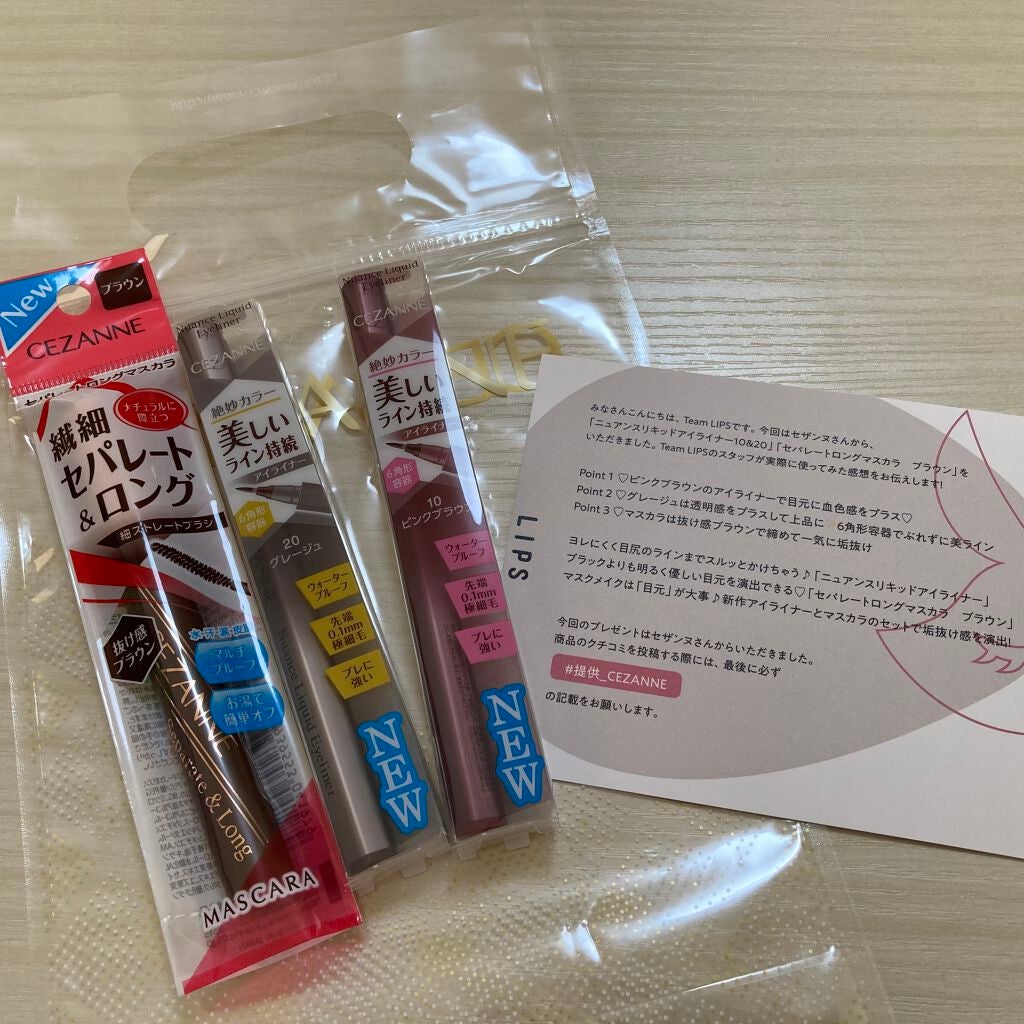 New
ブラウン
CEZANNE
セパレートロングマスカラ
ナチュラルに
際立つ
繊細
セパレート
&ロング
細ストレートブラシ
抜け感
ブラウン
水・汗・涙・皮脂
マルチ
プルーフ
お湯で
簡単オフ
CEZANNE
Separate & Long
MASCARA
Nuance Liquid
Eyeliner
CEZANNE
絶妙カラー
美しい
ライン持続
アイライナー
6角形
容器
20
グレージュ
ウォーター
プルーフ
先端
0.1mm
極細毛
ブレに
強い
Nuance Liquid Eyeliner
NEW
Nuance Liquid
Eyeliner
CEZANNE
絶妙カラー
美しい
ライン持続
アイライナー
6角形
容器
10
ピンクブラウン
ウォーター
プルーフ
先端
0.1mm
極細毛
ブレに
強い
NEW
LIPS
みなさんこんにちは、Team LIPSです。今回はセザンヌさんから、
「ニュアンスリキッドアイライナー10&20」「セパレートロングマスカラ　ブラウン」を
いただきました。Team LIPSのスタッフが実際に使ってみた感想をお伝えします!
Point 1 ♡ピンクブラウンのアイライナーで目元に血色感をプラス♡
Point 2 ♡グレージュは透明感をプラスして上品に✨6角形容器でぶれずに美ライン
Point 3 ♡マスカラは抜け感ブラウンで締めて一気に垢抜け
ヨレにくく目尻のラインまでスルッとかけちゃう♪「ニュアンスリキッドアイライナー」
ブラックよりも明るく優しい目元を演出できる♡「セパレートロングマスカラ　ブラウン」
マスクメイクは「目元」が大事♪新作アイライナーとマスカラのセットで垢抜け感を演出!
今回のプレゼントはセザンヌさんからいただきました。
商品のクチコミを投稿する際には、最後に必ず
#提供_CEZANNE
の記載をお願いします。